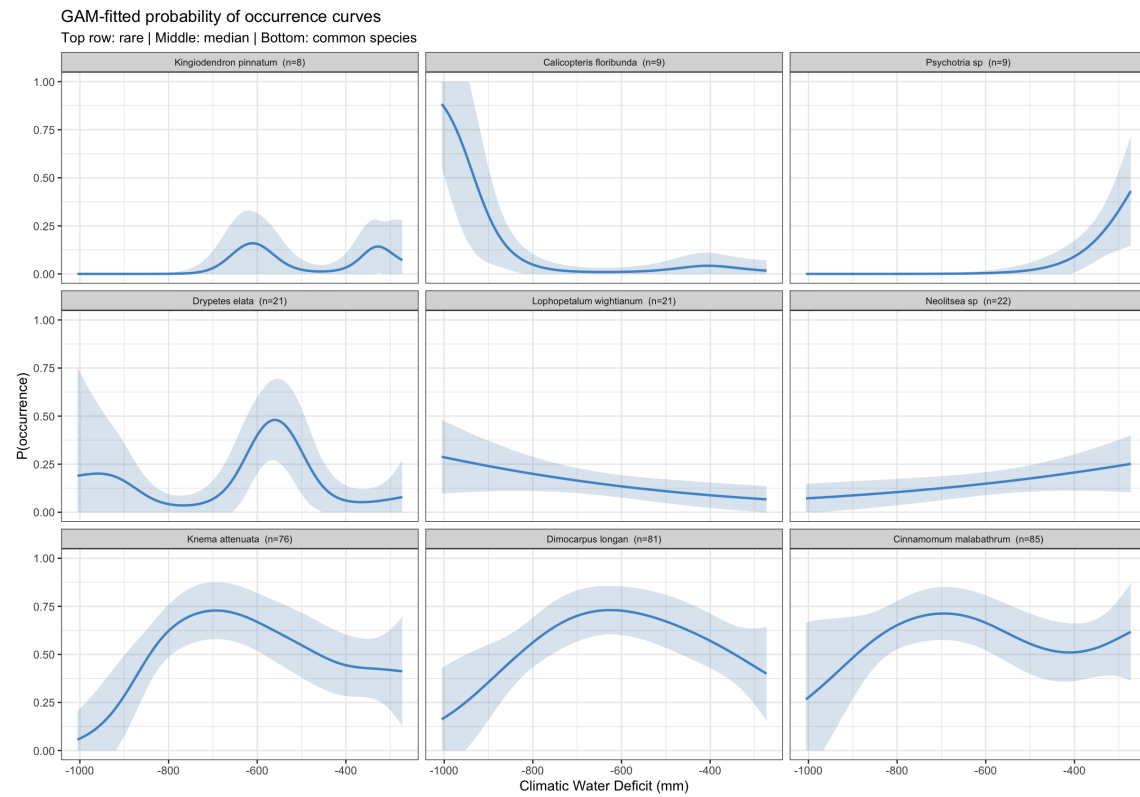 GAM-fitted probability of occurrence curves
Top row: rare | Middle: median | Bottom: common species
Kingiodendron pinnatum (n=8)
Calicopteris floribunda (n=9)
Psychotria sp (n=9)
1.00
0.75
0.50
0.25
0.00
Drypetes elata (n=21)
Lophopetalum wightianum (n=21)
Neolitsea sp (n=22)
1.00
0.75
0.50
0.25
0.00
P(occurrence)
Knema attenuata (n=76)
Dimocarpus longan (n=81)
Cinnamomum malabathrum (n=85)
1.00
0.75
0.50
0.25
0.00
-1000 -800 -600 -400
-1000 -800 -600 -400
-1000 -800 -600 -400
Climatic Water Deficit (mm)